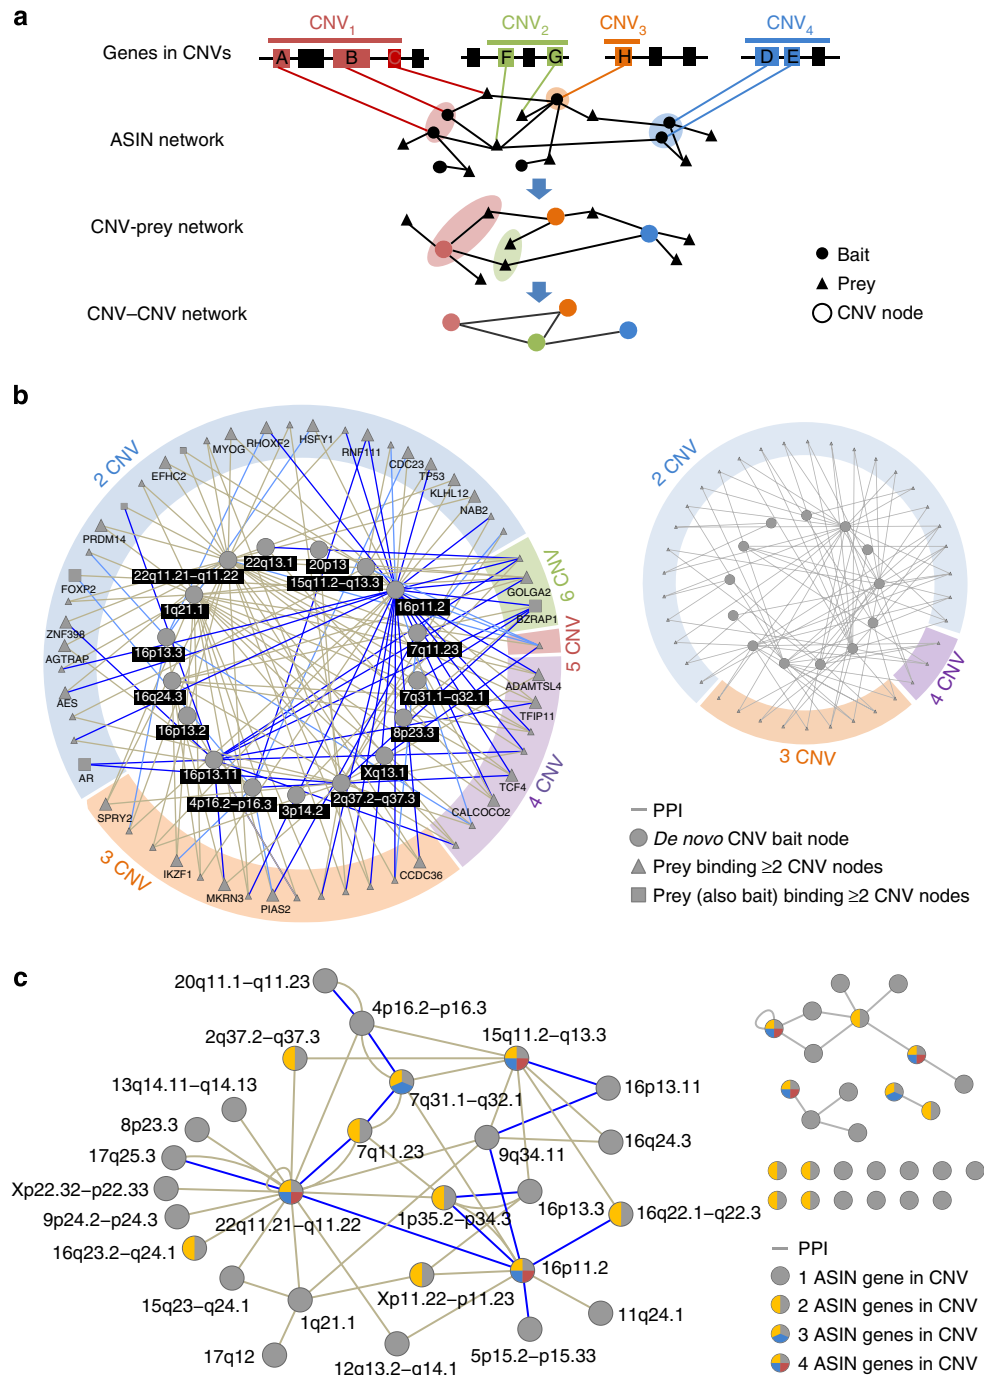 a
CNV1
CNV2
CNV3
CNV4
Genes in CNVs
A
B
C
F
G
H
D
E
ASIN network
CNV-prey network
Bait
Prey
CNV node
CNV–CNV network
b
2 CNV
MYOG
RHOXF2
HSFY1
RNF111
CDC23
TP53
KLHL12
NAB2
EFHC2
PRDM14
FOXP2
ZNF398
AGTRAP
AES
AR
6 CNV
GOLGA2
BZRAP1
5 CNV
ADAMTSL4
TFIP11
TCF4
CALCOCO2
4 CNV
SPRY2
IKZF1
MKRN3
PIAS2
CCDC36
3 CNV
22q13.1
20p13
22q11.21–q11.22
15q11.2–q13.3
1q21.1
16p11.2
16p13.3
7q11.23
16q24.3
7q31.1–q32.1
16p13.2
8p23.3
16p13.11
Xq13.1
4p16.2–p16.3
3p14.2
2q37.2–q37.3
2 CNV
4 CNV
3 CNV
PPI
De novo CNV bait node
Prey binding ≥2 CNV nodes
Prey (also bait) binding ≥2 CNV nodes
c
20q11.1–q11.23
4p16.2–p16.3
2q37.2–q37.3
15q11.2–q13.3
13q14.11–q14.13
7q31.1–q32.1
16p13.11
8p23.3
7q11.23
9q34.11
16q24.3
17q25.3
Xp22.32–p22.33
9p24.2–p24.3
22q11.21–q11.22
1p35.2–p34.3
16p13.3
16q22.1–q22.3
16q23.2–q24.1
16p11.2
15q23–q24.1
Xp11.22–p11.23
1q21.1
11q24.1
17q12
12q13.2–q14.1
5p15.2–p15.33
PPI
1 ASIN gene in CNV
2 ASIN genes in CNV
3 ASIN genes in CNV
4 ASIN genes in CNV